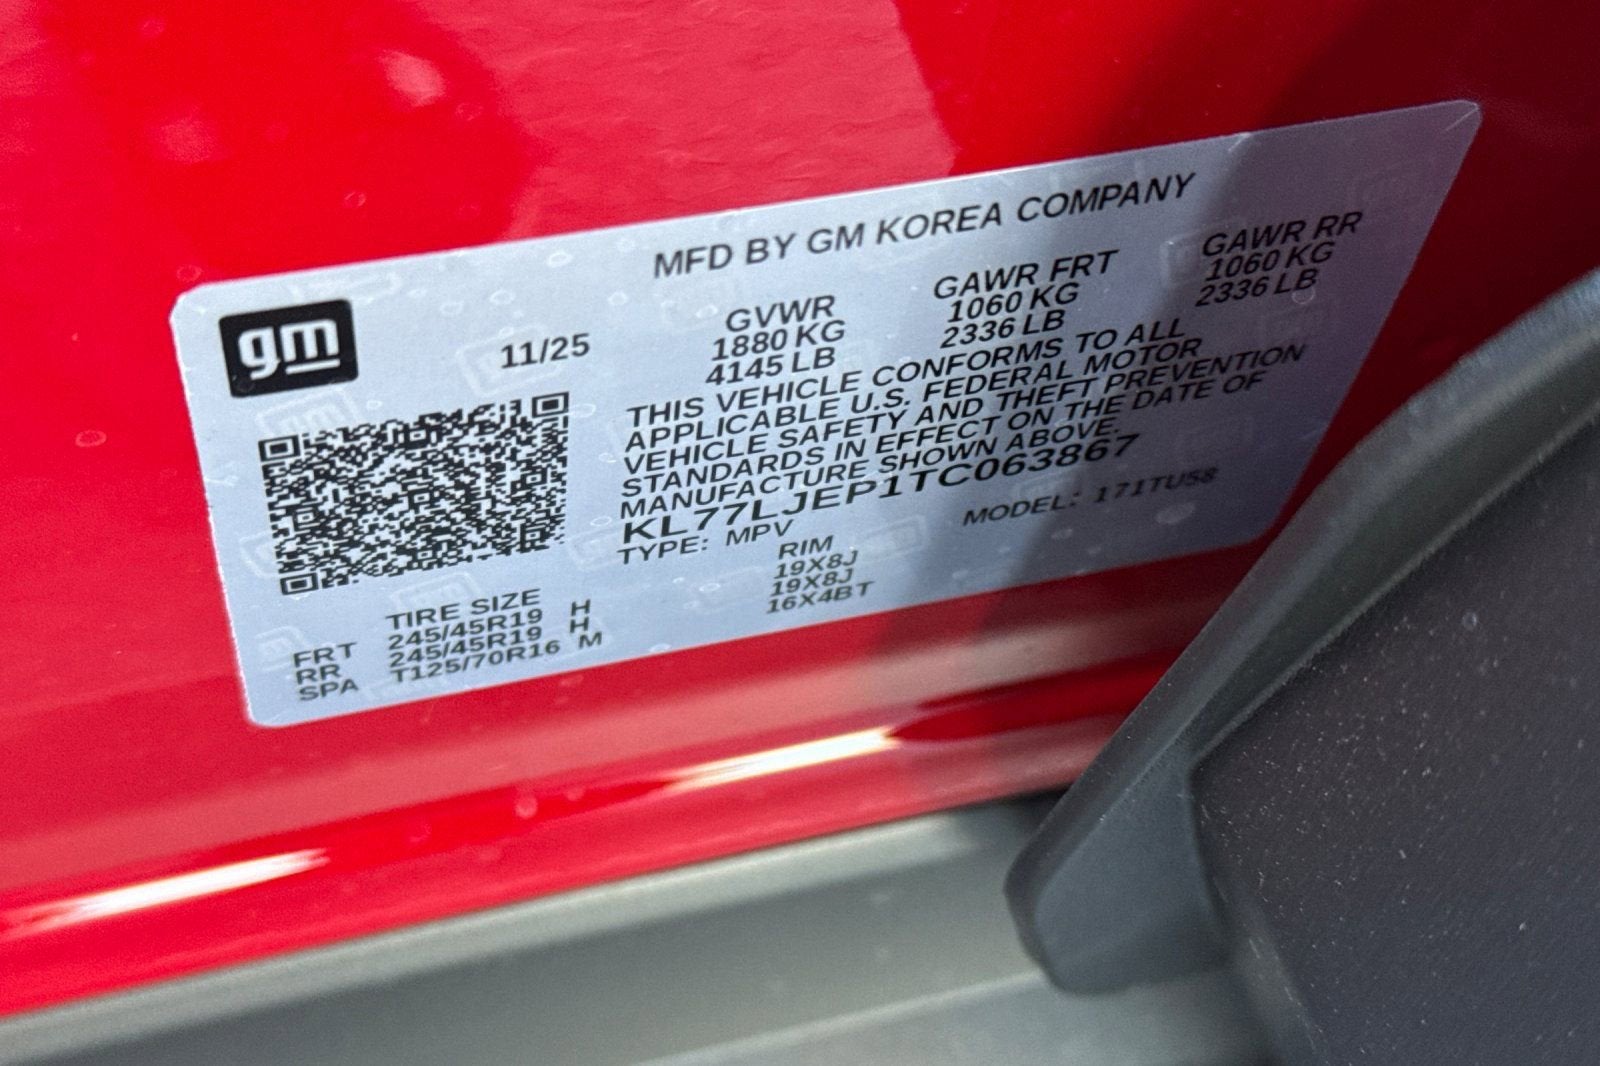 MFD BY GM KOREA COMPANY
gm
11/25
GVWR GAWR FRT GAWR RR
1880 KG 1060 KG 1060 KG
4145 LB 2336 LB 2336 LB
THIS VEHICLE CONFORMS TO ALL
APPLICABLE U.S. FEDERAL MOTOR
VEHICLE SAFETY AND THEFT PREVENTION
STANDARDS IN EFFECT ON THE DATE OF
MANUFACTURE SHOWN ABOVE.
KL77LJEP1TC063867
TYPE: MPV MODEL: 171TU58
TIRE SIZE RIM
FRT 245/45R19 H 19X8J
RR 245/45R19 H 19X8J
SPA T125/70R16 M 16X4BT